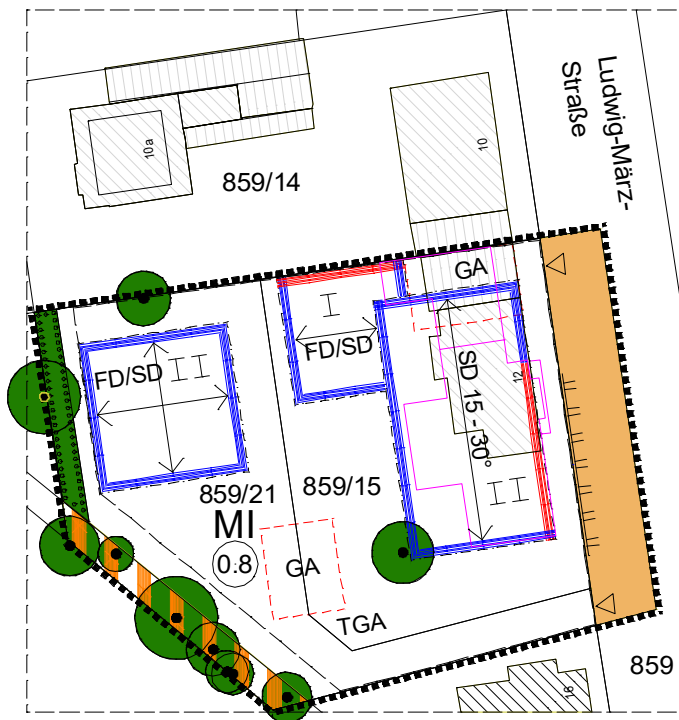 Ludwig-März-
Straße
10a
10
859/14
GA
I
FD/SD
FD/SD
II
SD 15 - 30°
12
859/21
859/15
II
MI
0.8
GA
TGA
859
16